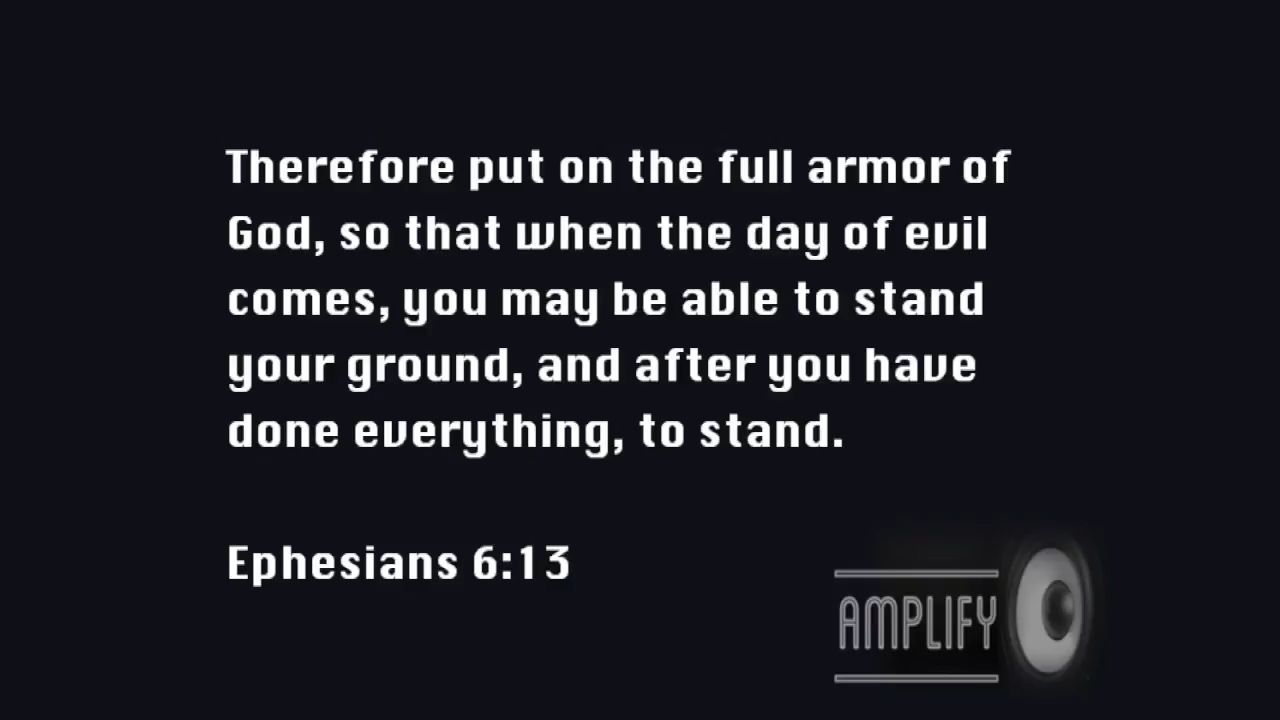 Therefore put on the full armor of
God, so that when the day of evil
comes, you may be able to stand
your ground, and after you have
done everything, to stand.
Ephesians 6:13
AMPLIFY